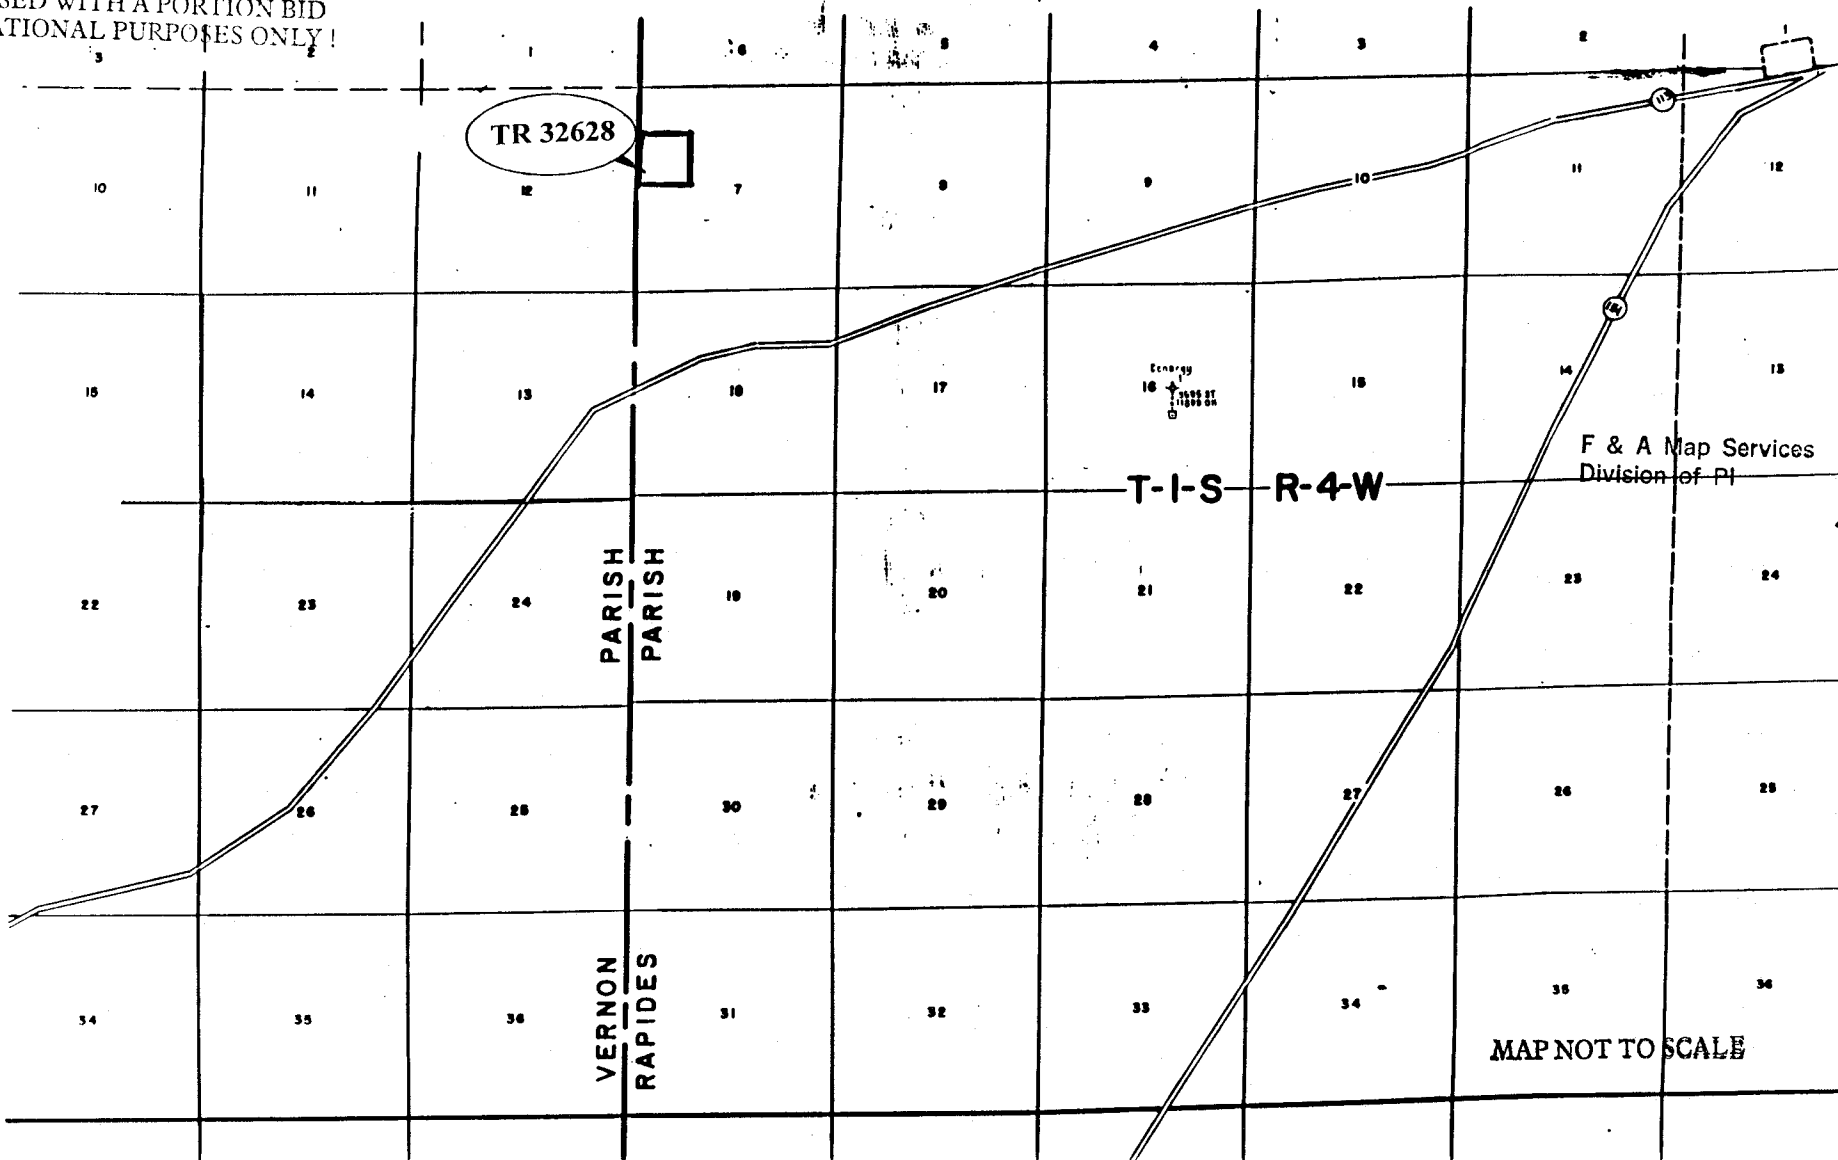 SED WITH A PORTION BID
ATIONAL PURPOSES ONLY !
3 2 1 6 5 4 3 2 1
TR 32628
113
10 11 12 7 8 9 10 11 12
15 14 13 18 17 16 15 14 13
Ecnergy
1
F & A Map Services
Division of PI
T-1-S R-4-W
22 23 24 19 20 21 22 23 24
PARISH
PARISH
27 26 25 30 29 28 27 26 25
34 35 36 31 32 33 34 35 36
VERNON
RAPIDES
MAP NOT TO SCALE